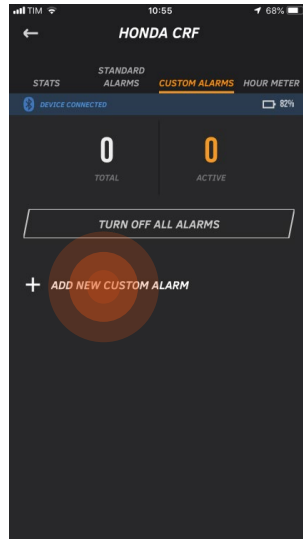 TIM 10:55 68%
HONDA CRF
STATS STANDARD ALARMS CUSTOM ALARMS HOUR METER
DEVICE CONNECTED 82%
0 0
TOTAL ACTIVE
TURN OFF ALL ALARMS
+ ADD NEW CUSTOM ALARM